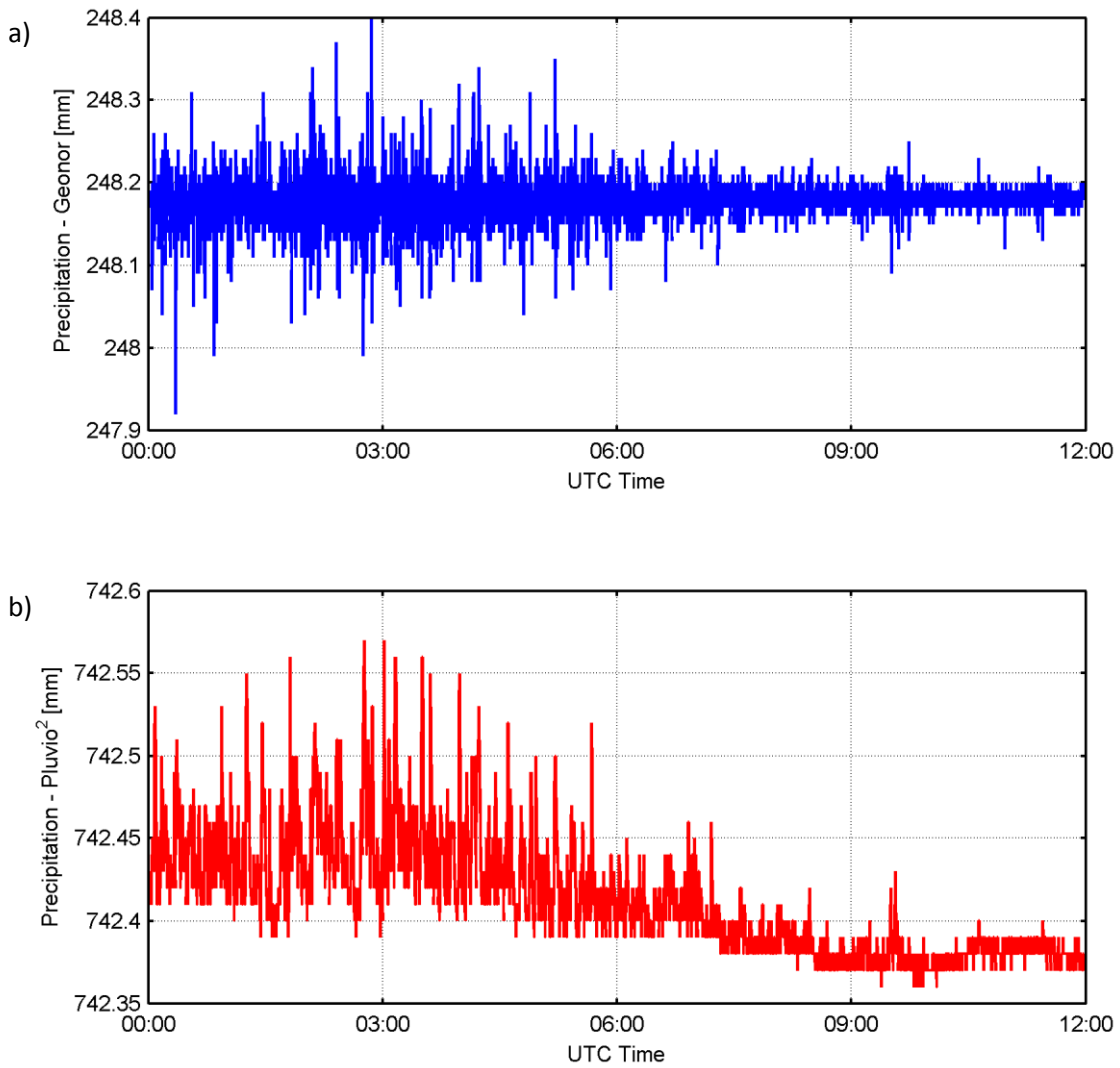 a)
Precipitation - Geonor [mm]
248.4
248.3
248.2
248.1
248
247.9
00:00 03:00 06:00 09:00 12:00
UTC Time
b)
Precipitation - Pluvio² [mm]
742.6
742.55
742.5
742.45
742.4
742.35
00:00 03:00 06:00 09:00 12:00
UTC Time